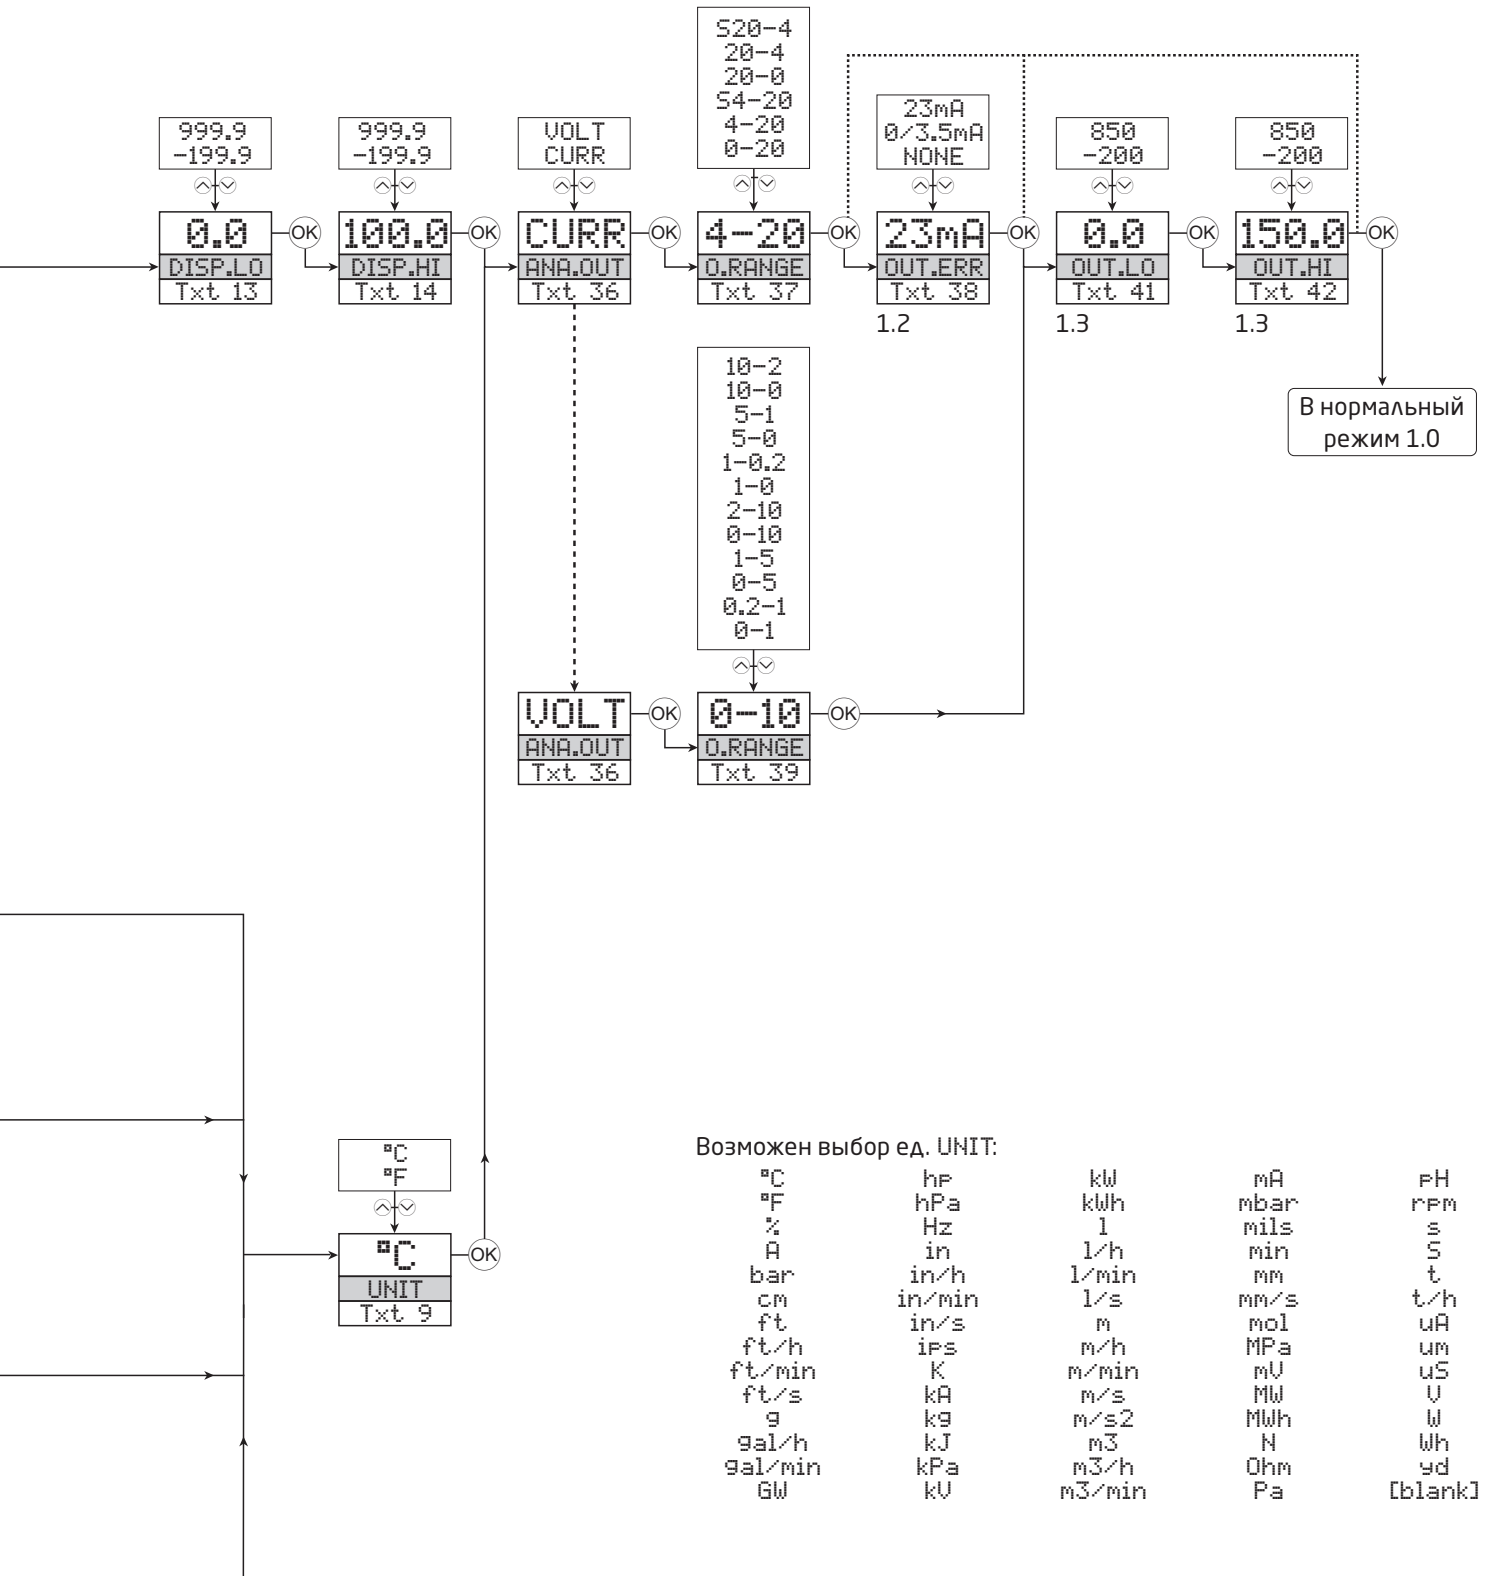 S20-4
20-4
20-0
S4-20
4-20
0-20
999.9
-199.9
999.9
-199.9
VOLT
CURR
23mA
0/3.5mA
NONE
850
-200
850
-200
0.0 OK 100.0 OK CURR OK 4-20 OK 23mA OK 0.0 OK 150.0 OK
DISP.LO DISP.HI ANA.OUT O.RANGE OUT.ERR OUT.LO OUT.HI
Txt 13 Txt 14 Txt 36 Txt 37 Txt 38 Txt 41 Txt 42
1.2 1.3 1.3
10-2
10-0
5-1
5-0
1-0.2
1-0
2-10
0-10
1-5
0-5
0.2-1
0-1
В нормальный
режим 1.0
VOLT OK 0-10 OK
ANA.OUT O.RANGE
Txt 36 Txt 39
°C
°F
°C OK
UNIT
Txt 9
Возможен выбор ед. UNIT:
°C hp kW mA pH
°F hPa kWh mbar rpm
% Hz l mils s
A in l/h min S
bar in/h l/min mm t
cm in/min l/s mm/s t/h
ft in/s m mol uA
ft/h ips m/h MPa um
ft/min K m/min mV uS
ft/s kA m/s MW V
g kg m/s2 MWh W
gal/h kJ m3 N Wh
gal/min kPa m3/h Ohm yd
GW kV m3/min Pa [blank]